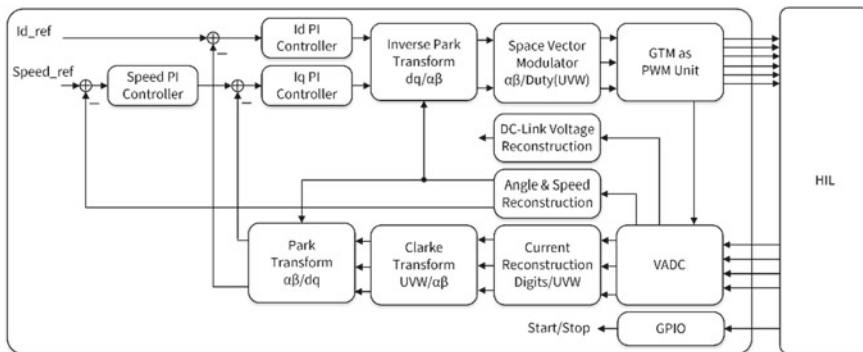 Id_ref
Id PI
Controller
Inverse Park
Transform
dq/αβ
Space Vector
Modulator
αβ/Duty(UVW)
GTM as
PWM Unit
Speed_ref
Speed PI
Controller
Iq PI
Controller
DC-Link Voltage
Reconstruction
HIL
Angle & Speed
Reconstruction
Park
Transform
αβ/dq
Clarke
Transform
UVW/αβ
Current
Reconstruction
Digits/UVW
VADC
Start/Stop
GPIO